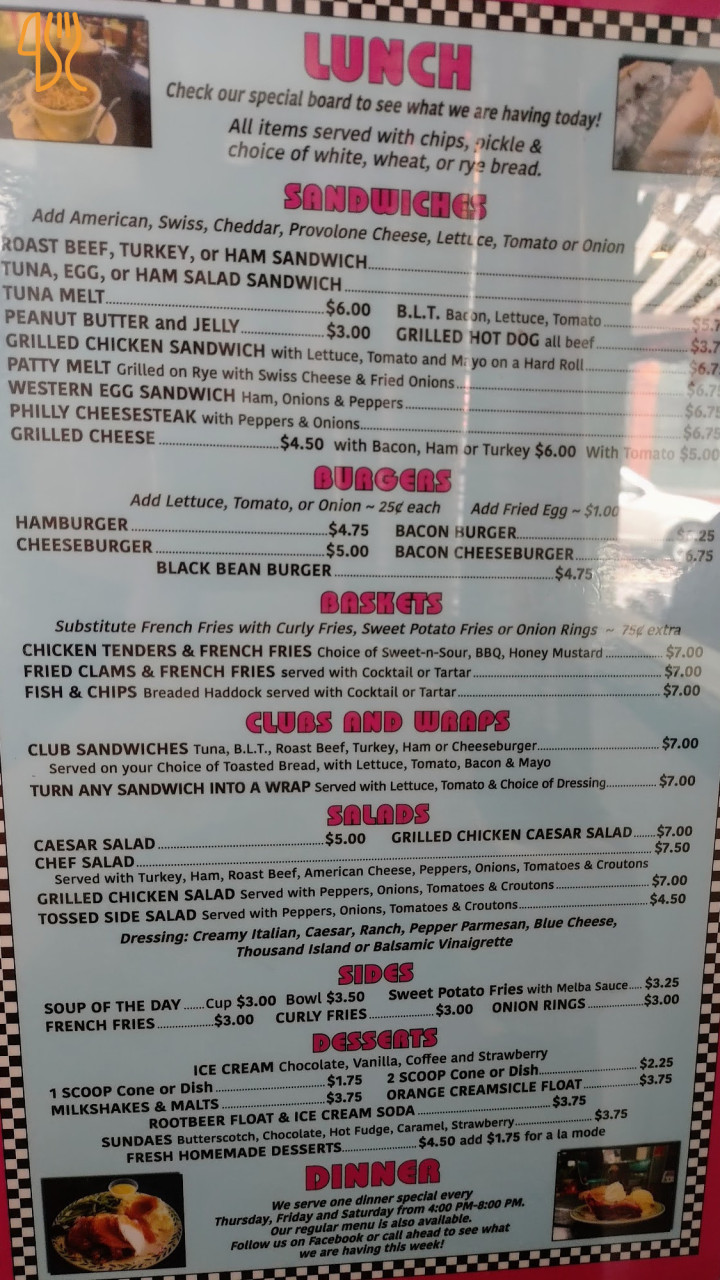 LUNCH
Check our special board to see what we are having today!
All items served with chips, pickle &
choice of white, wheat, or rye bread.
SANDWICHES
Add American, Swiss, Cheddar, Provolone Cheese, Lettuce, Tomato or Onion
ROAST BEEF, TURKEY, or HAM SANDWICH
TUNA, EGG, or HAM SALAD SANDWICH
TUNA MELT $6.00 B.L.T. Bacon, Lettuce, Tomato
PEANUT BUTTER and JELLY $3.00 GRILLED HOT DOG all beef
GRILLED CHICKEN SANDWICH with Lettuce, Tomato and Mayo on a Hard Roll
PATTY MELT Grilled on Rye with Swiss Cheese & Fried Onions
WESTERN EGG SANDWICH Ham, Onions & Peppers $6.75
PHILLY CHEESESTEAK with Peppers & Onions $6.75
GRILLED CHEESE $4.50 with Bacon, Ham or Turkey $6.00 With Tomato $5.00
BURGERS
Add Lettuce, Tomato, or Onion ~ 25¢ each Add Fried Egg ~ $1.00
HAMBURGER $4.75 BACON BURGER
CHEESEBURGER $5.00 BACON CHEESEBURGER 6.75
BLACK BEAN BURGER $4.75
BASKETS
Substitute French Fries with Curly Fries, Sweet Potato Fries or Onion Rings ~ 75¢ extra
CHICKEN TENDERS & FRENCH FRIES Choice of Sweet-n-Sour, BBQ, Honey Mustard $7.00
FRIED CLAMS & FRENCH FRIES served with Cocktail or Tartar $7.00
FISH & CHIPS Breaded Haddock served with Cocktail or Tartar $7.00
CLUBS AND WRAPS
CLUB SANDWICHES Tuna, B.L.T., Roast Beef, Turkey, Ham or Cheeseburger $7.00
Served on your Choice of Toasted Bread, with Lettuce, Tomato, Bacon & Mayo
TURN ANY SANDWICH INTO A WRAP Served with Lettuce, Tomato & Choice of Dressing $7.00
SALADS
CAESAR SALAD $5.00 GRILLED CHICKEN CAESAR SALAD $7.00
CHEF SALAD $7.50
Served with Turkey, Ham, Roast Beef, American Cheese, Peppers, Onions, Tomatoes & Croutons
GRILLED CHICKEN SALAD Served with Peppers, Onions, Tomatoes & Croutons $7.00
TOSSED SIDE SALAD Served with Peppers, Onions, Tomatoes & Croutons $4.50
Dressing: Creamy Italian, Caesar, Ranch, Pepper Parmesan, Blue Cheese,
Thousand Island or Balsamic Vinaigrette
SIDES
SOUP OF THE DAY Cup $3.00 Bowl $3.50 Sweet Potato Fries with Melba Sauce $3.25
FRENCH FRIES $3.00 CURLY FRIES $3.00 ONION RINGS $3.00
DESSERTS
ICE CREAM Chocolate, Vanilla, Coffee and Strawberry
1 SCOOP Cone or Dish $1.75 2 SCOOP Cone or Dish $2.25
MILKSHAKES & MALTS $3.75 ORANGE CREAMSICLE FLOAT $3.75
ROOTBEER FLOAT & ICE CREAM SODA $3.75
SUNDAES Butterscotch, Chocolate, Hot Fudge, Caramel, Strawberry $3.75
FRESH HOMEMADE DESSERTS $4.50 add $1.75 for a la mode
DINNER
We serve one dinner special every
Thursday, Friday and Saturday from 4:00 PM-8:00 PM.
Our regular menu is also available.
Follow us on Facebook or call ahead to see what
we are having this week!